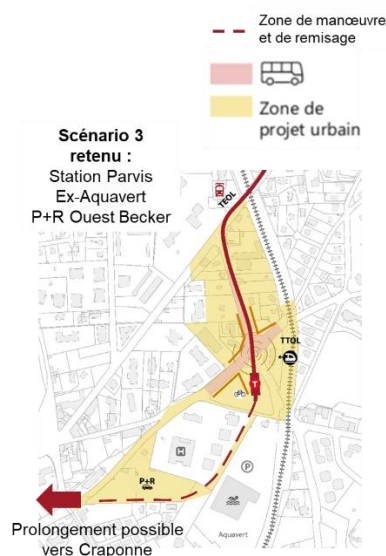 Zone de manœuvre
et de remisage
Zone de
projet urbain
Scénario 3
retenu :
Station Parvis
Ex-Aquavert
P+R Ouest Becker
TEOL
TTOL
T
H
P+R
P
Aquavert
Prolongement possible
vers Craponne